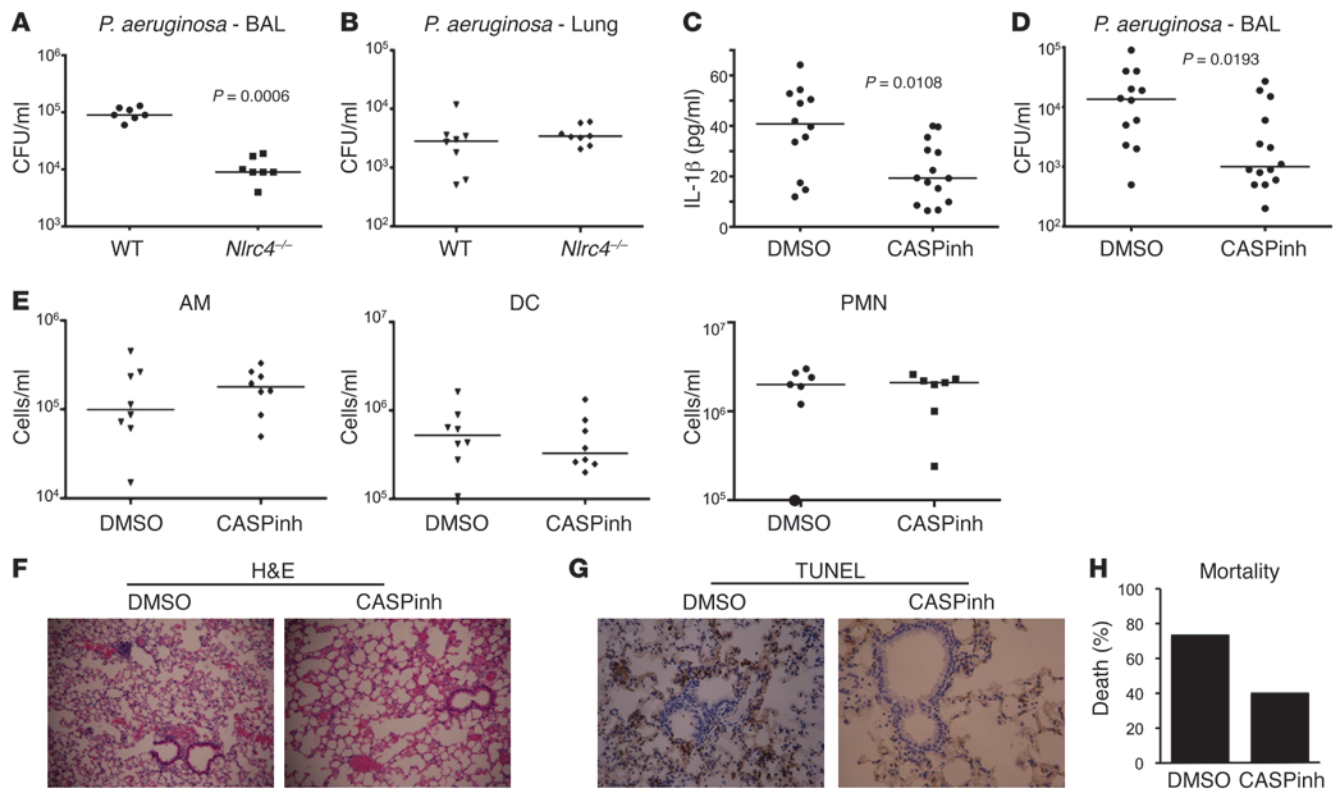 A P. aeruginosa - BAL
CFU/ml
10⁶
10⁵
10⁴
10³
P = 0.0006
WT Nlrc4⁻/⁻
B P. aeruginosa - Lung
CFU/ml
10⁵
10⁴
10³
10²
WT Nlrc4⁻/⁻
C
IL-1β (pg/ml)
60
40
20
0
P = 0.0108
DMSO CASPinh
D P. aeruginosa - BAL
CFU/ml
10⁵
10⁴
10³
10²
P = 0.0193
DMSO CASPinh
E AM
Cells/ml
10⁶
10⁵
10⁴
DMSO CASPinh
DC
Cells/ml
10⁷
10⁶
10⁵
DMSO CASPinh
PMN
Cells/ml
10⁷
10⁶
10⁵
DMSO CASPinh
F H&E
DMSO CASPinh
G TUNEL
DMSO CASPinh
H Mortality
Death (%)
100
80
60
40
20
0
DMSO CASPinh